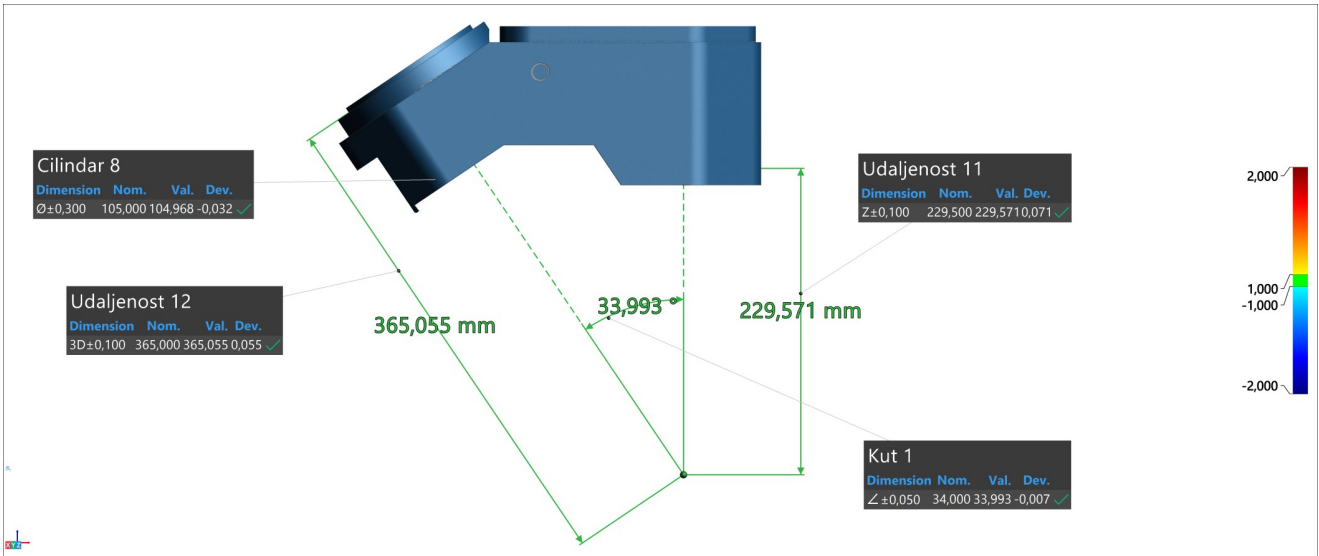 Cilindar 8
Dimension Nom. Val. Dev.
Ø±0,300 105,000 104,968 -0,032
Udaljenost 12
Dimension Nom. Val. Dev.
3D±0,100 365,000 365,055 0,055
365,055 mm
33,993 °
229,571 mm
Udaljenost 11
Dimension Nom. Val. Dev.
Z±0,100 229,500 229,571 0,071
Kut 1
Dimension Nom. Val. Dev.
∠±0,050 34,000 33,993 -0,007
2,000
1,000
-1,000
-2,000
XYZ